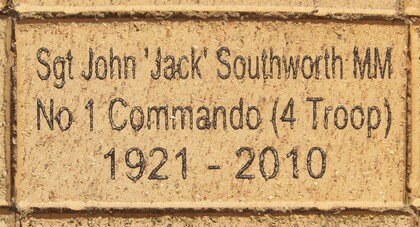 Sgt John 'Jack' Southworth MM
No 1 Commando (4 Troop)
1921 - 2010